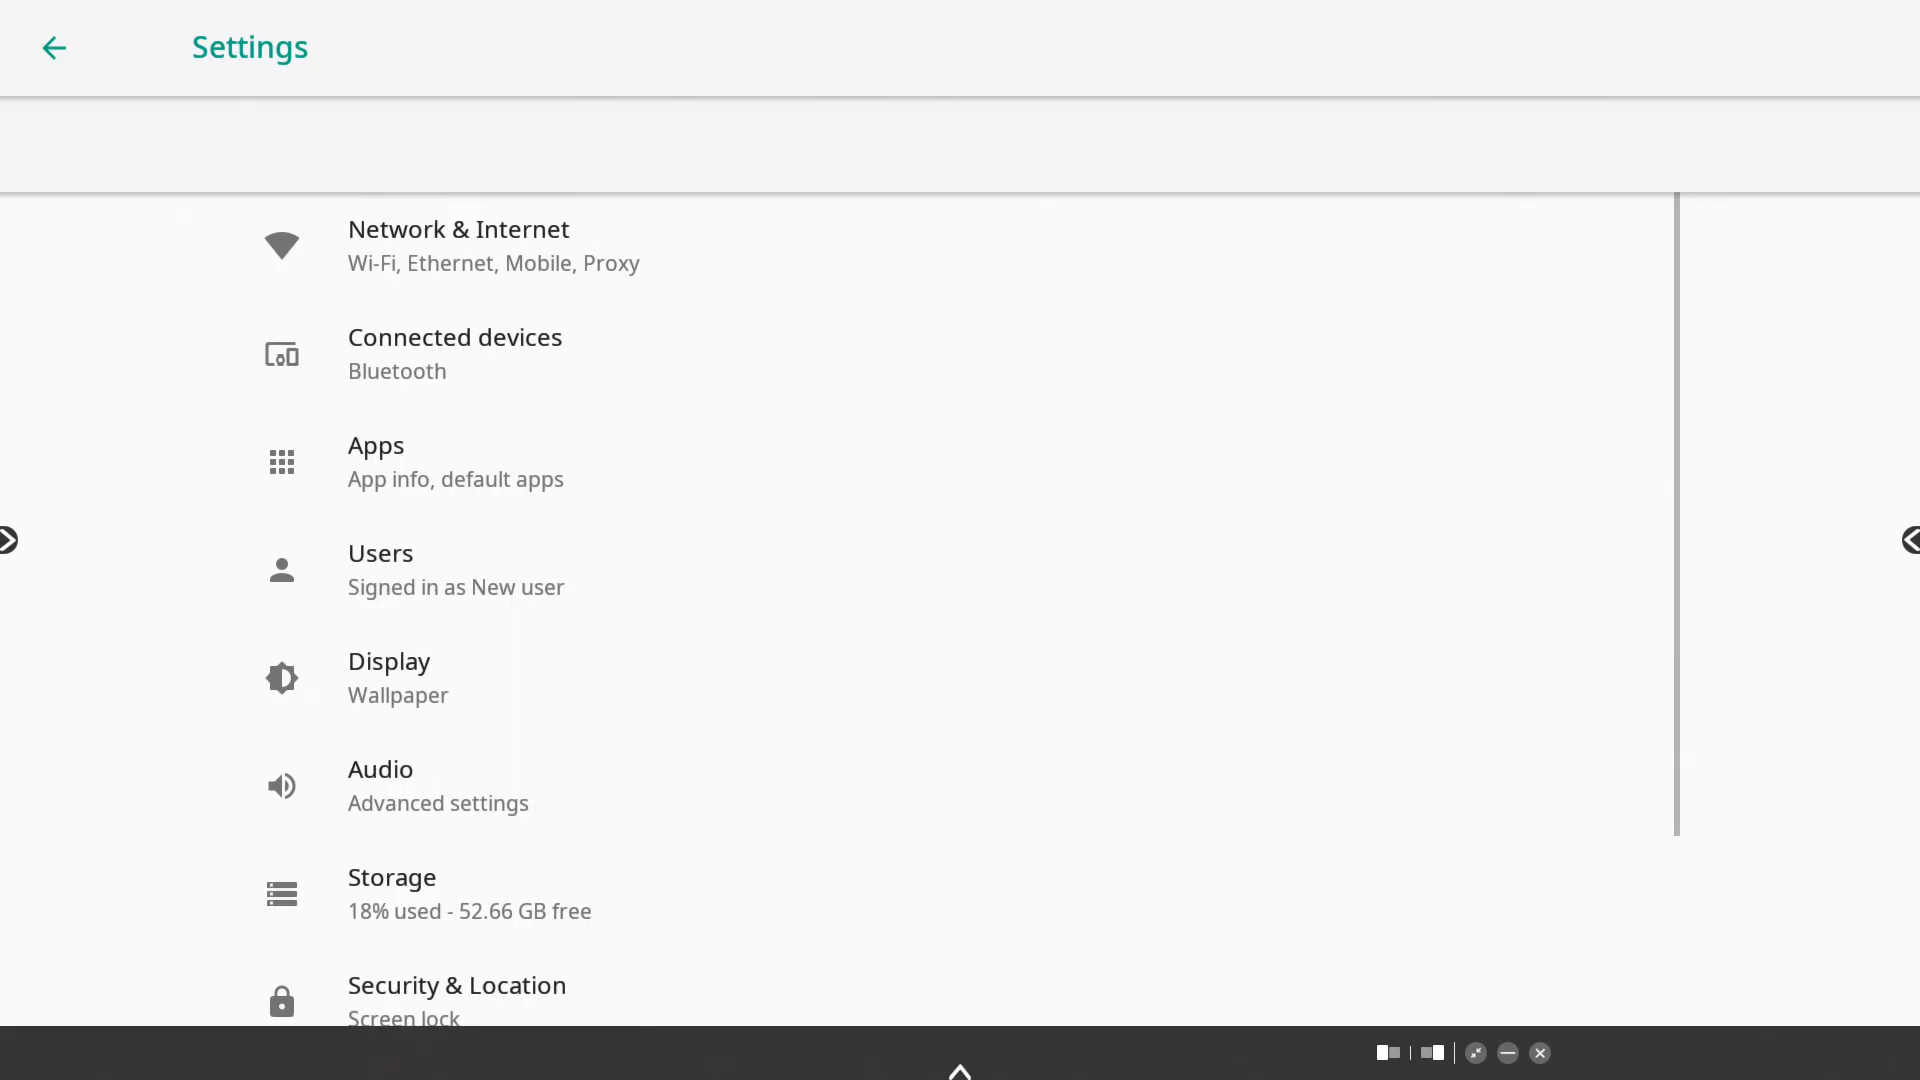 Settings
Network & Internet
Wi-Fi, Ethernet, Mobile, Proxy
Connected devices
Bluetooth
Apps
App info, default apps
Users
Signed in as New user
Display
Wallpaper
Audio
Advanced settings
Storage
18% used - 52.66 GB free
Security & Location
Screen lock